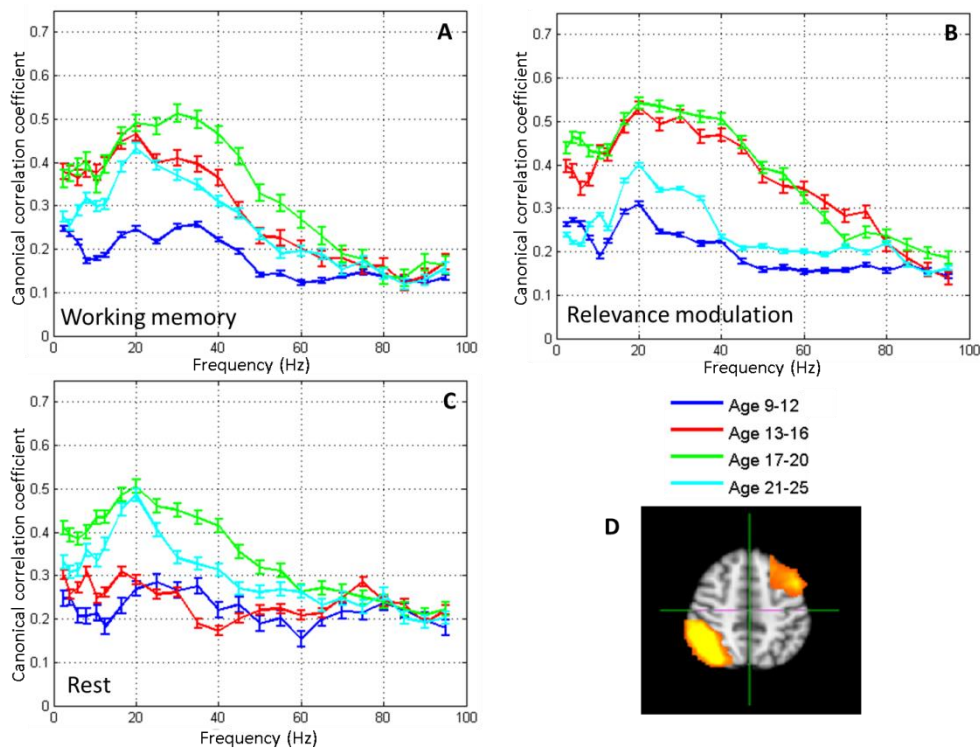 A
0.7
0.6
0.5
0.4
0.3
0.2
0.1
0
Canonical correlation coefficient
Working memory
0 20 40 60 80 100
Frequency (Hz)
B
0.7
0.6
0.5
0.4
0.3
0.2
0.1
0
Canonical correlation coefficient
Relevance modulation
0 20 40 60 80 100
Frequency (Hz)
C
0.7
0.6
0.5
0.4
0.3
0.2
0.1
0
Canonical correlation coefficient
Rest
0 20 40 60 80 100
Frequency (Hz)
Age 9-12
Age 13-16
Age 17-20
Age 21-25
D